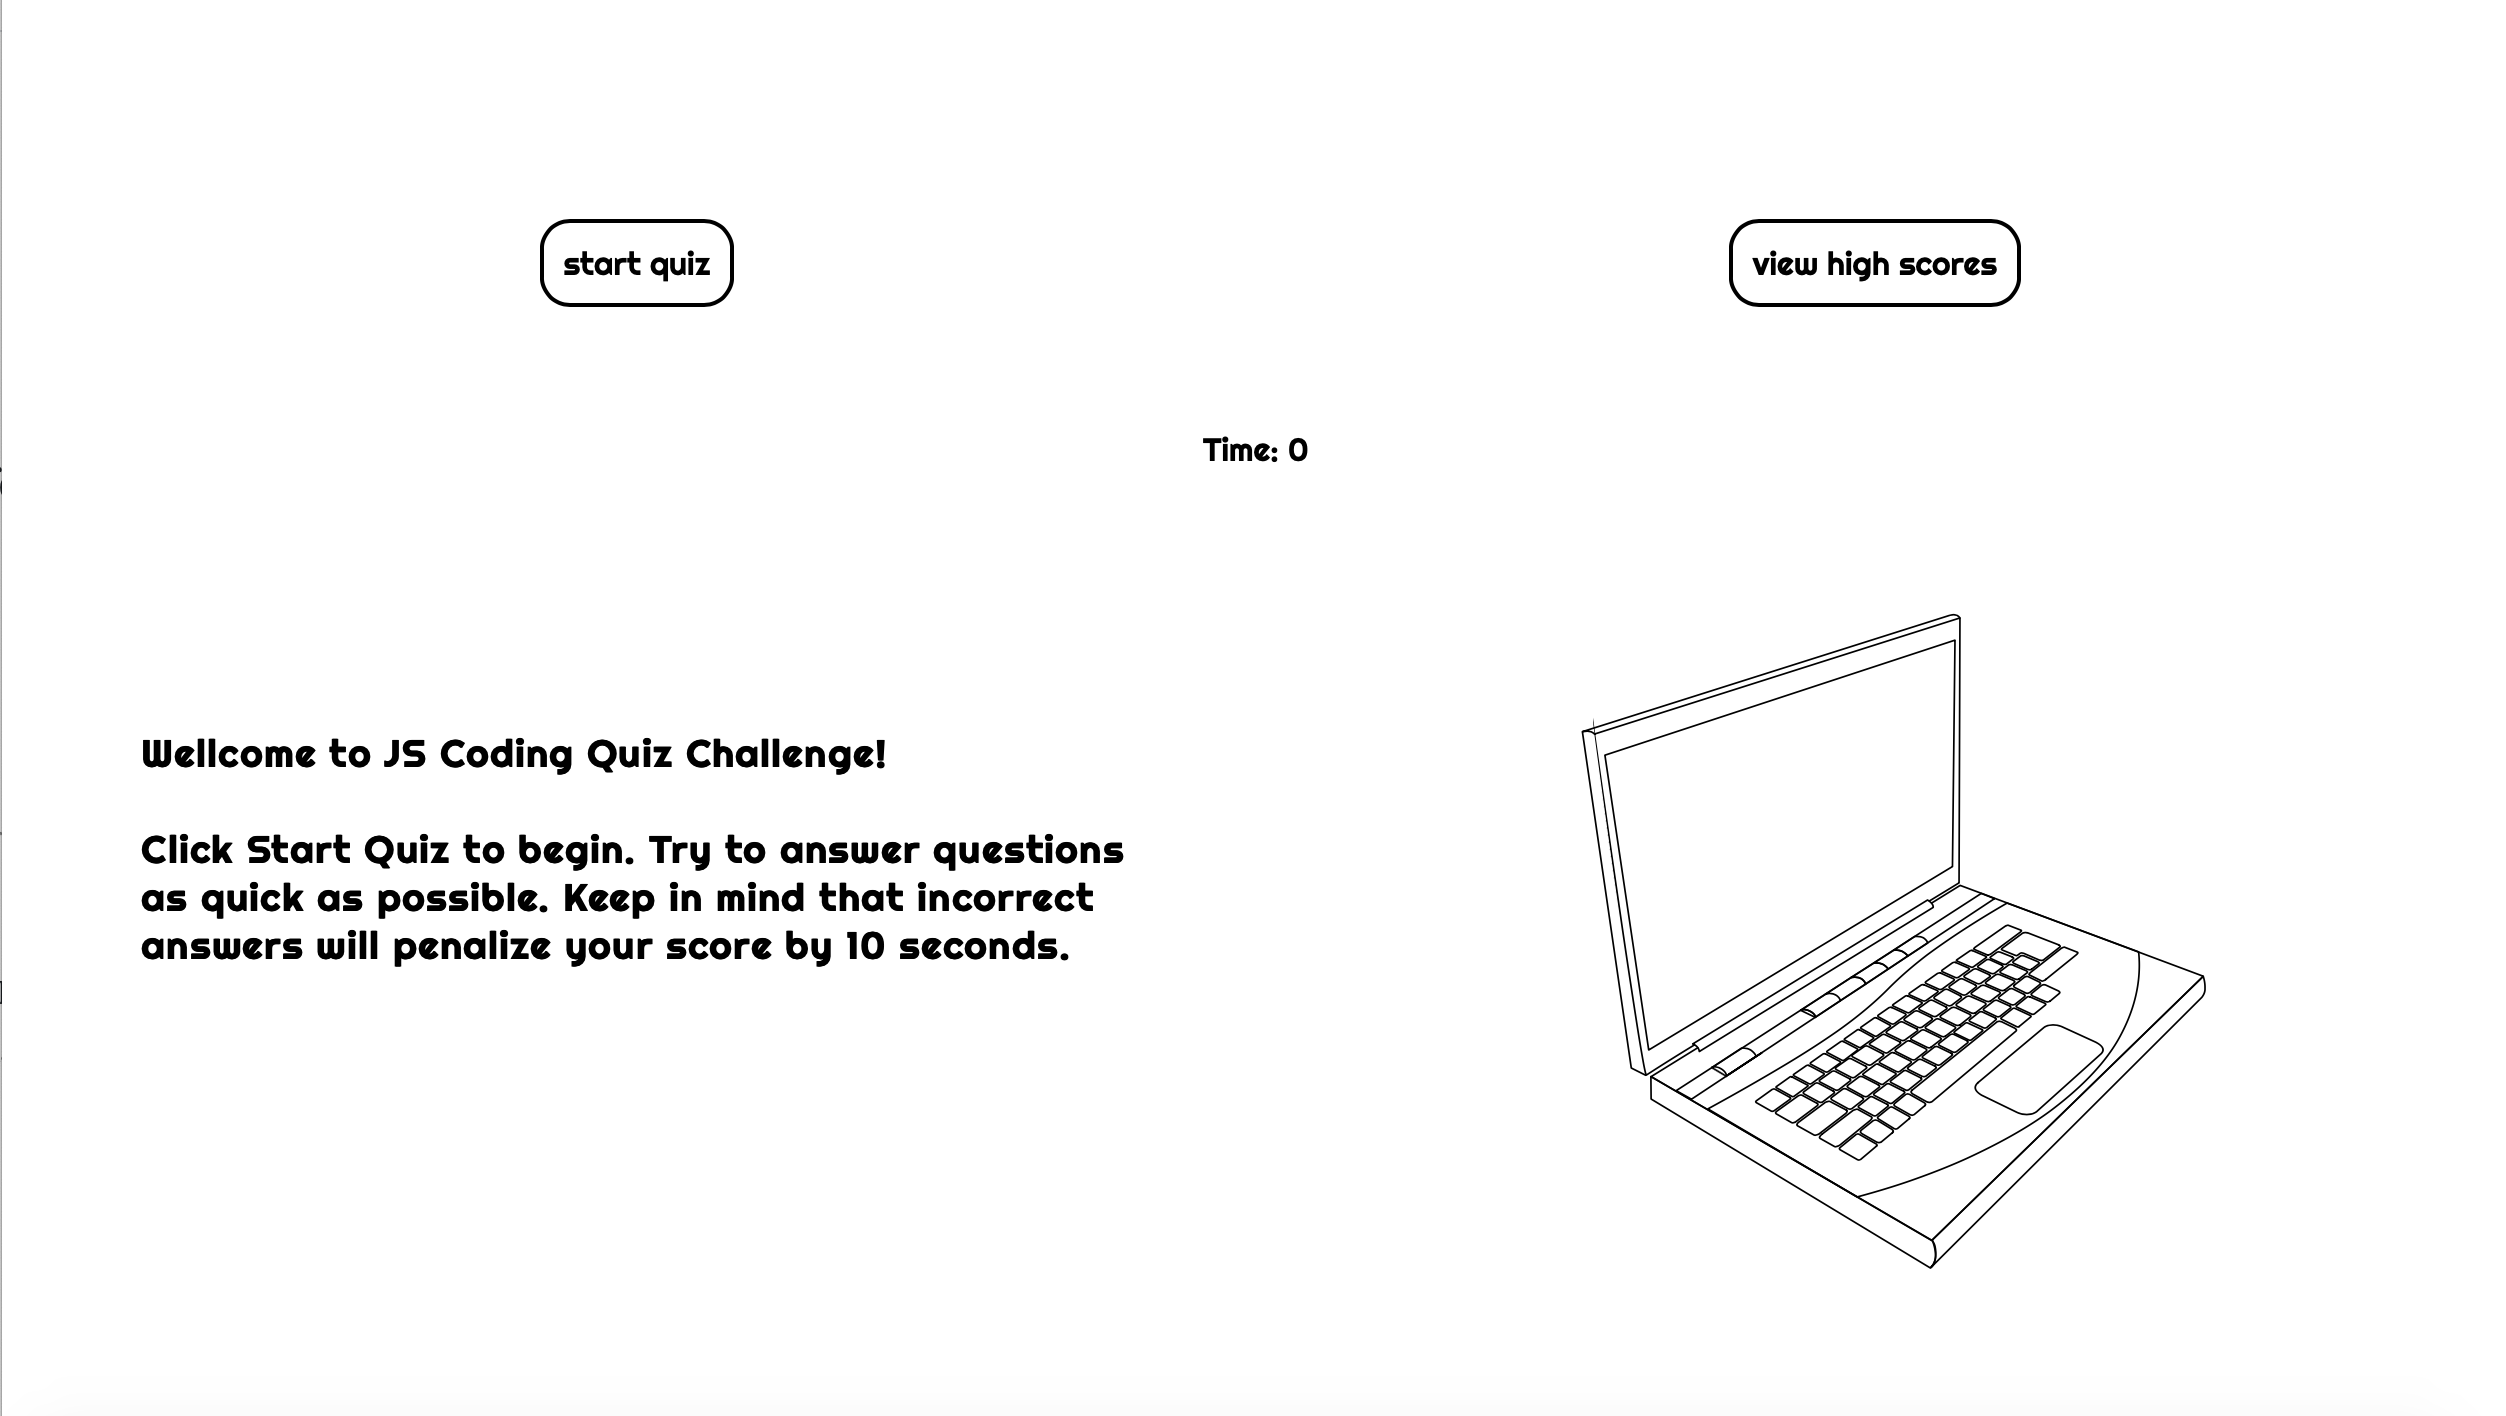 start quiz
view high scores
Time: 0
Wellcome to JS Coding Quiz Challenge!
Click Start Quiz to begin. Try to answer questions
as quick as possible. Keep in mind that incorrect
answers will penalize your score by 10 seconds.